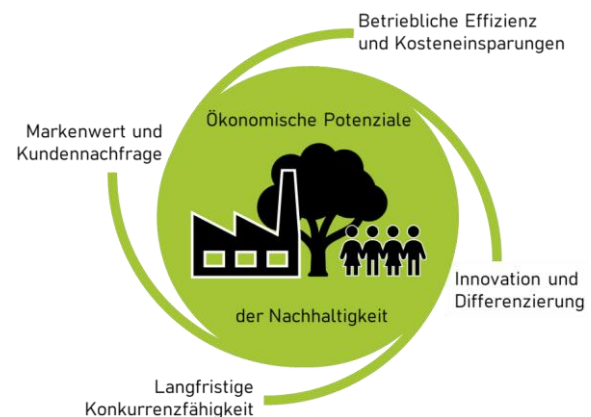 Betriebliche Effizienz
und Kosteneinsparungen
Ökonomische Potenziale
Markenwert und
Kundennachfrage
Innovation und
Differenzierung
der Nachhaltigkeit
Langfristige
Konkurrenzfähigkeit